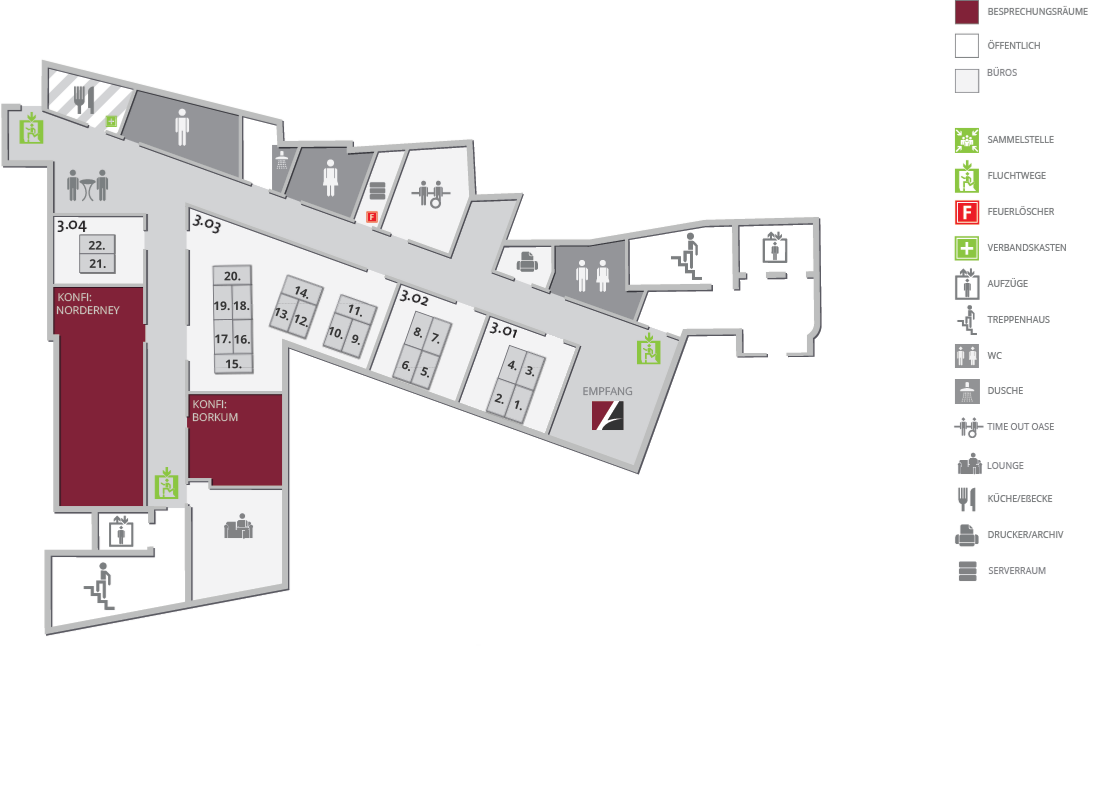 3.04
22.
21.
KONFI:
NORDERNEY
3.03
20.
19. 18.
17. 16.
15.
14.
13. 12.
11.
10. 9.
3.02
8. 7.
6. 5.
3.01
4. 3.
2. 1.
KONFI:
BORKUM
EMPFANG
F
BESPRECHUNGSRÄUME
ÖFFENTLICH
BÜROS
SAMMELSTELLE
FLUCHTWEGE
F
FEUERLÖSCHER
VERBANDSKASTEN
AUFZÜGE
TREPPENHAUS
WC
DUSCHE
TIME OUT OASE
LOUNGE
KÜCHE/EßECKE
DRUCKER/ARCHIV
SERVERRAUM